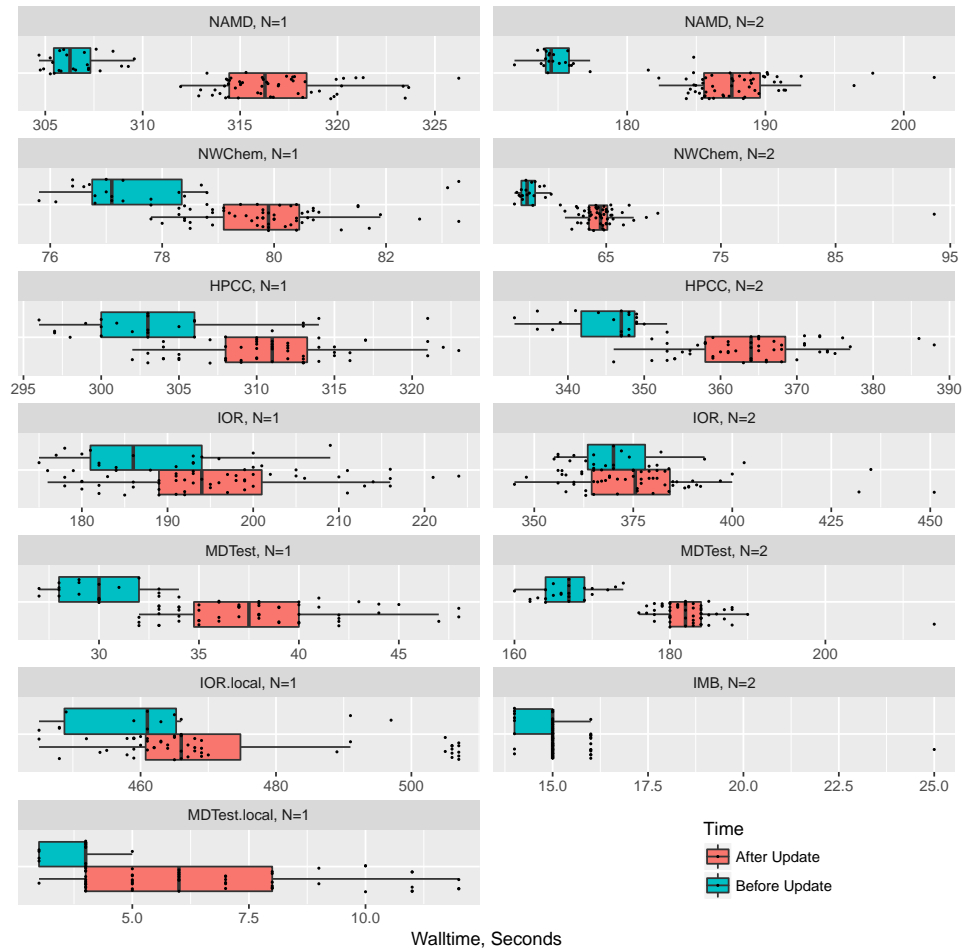 NAMD, N=1
NAMD, N=2
305 310 315 320 325
180 190 200
NWChem, N=1
NWChem, N=2
76 78 80 82
65 75 85 95
HPCC, N=1
HPCC, N=2
295 300 305 310 315 320
340 350 360 370 380 390
IOR, N=1
IOR, N=2
180 190 200 210 220
350 375 400 425 450
MDTest, N=1
MDTest, N=2
30 35 40 45
160 180 200
IOR.local, N=1
IMB, N=2
460 480 500
15.0 17.5 20.0 22.5 25.0
MDTest.local, N=1
5.0 7.5 10.0
Time
After Update
Before Update
Walltime, Seconds